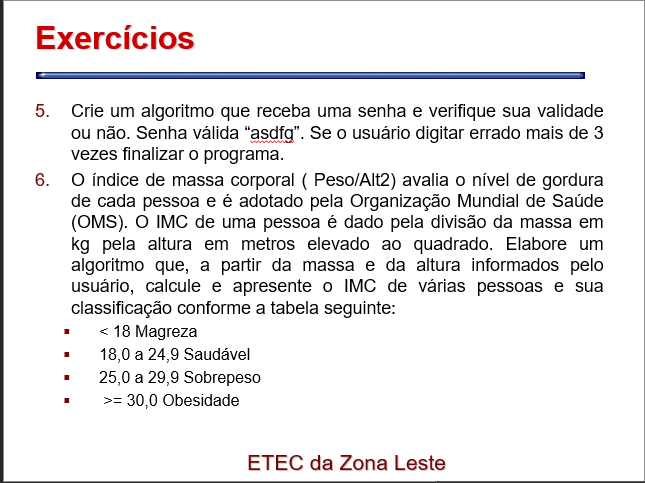 Exercícios
5. Crie um algoritmo que receba uma senha e verifique sua validade
ou não. Senha válida “asdfg”. Se o usuário digitar errado mais de 3
vezes finalizar o programa.
6. O índice de massa corporal ( Peso/Alt2) avalia o nível de gordura
de cada pessoa e é adotado pela Organização Mundial de Saúde
(OMS). O IMC de uma pessoa é dado pela divisão da massa em
kg pela altura em metros elevado ao quadrado. Elabore um
algoritmo que, a partir da massa e da altura informados pelo
usuário, calcule e apresente o IMC de várias pessoas e sua
classificação conforme a tabela seguinte:
▪ < 18 Magreza
▪ 18,0 a 24,9 Saudável
▪ 25,0 a 29,9 Sobrepeso
▪ >= 30,0 Obesidade
ETEC da Zona Leste